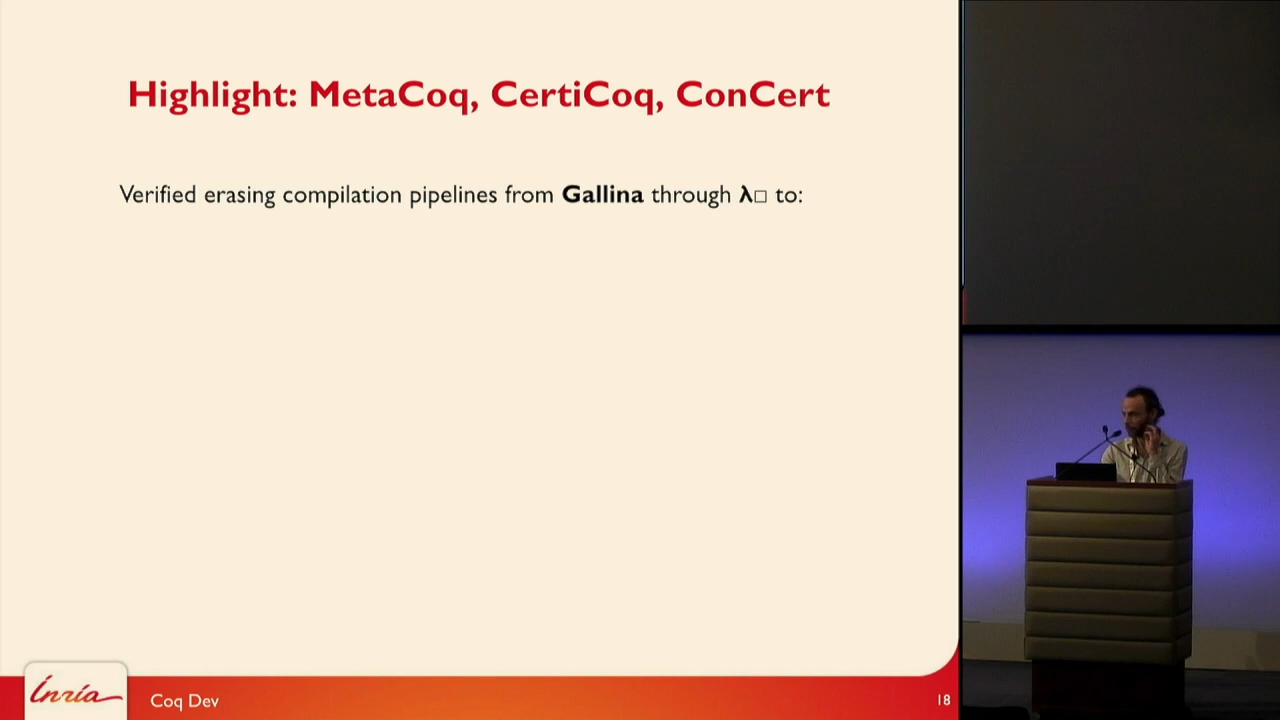 Highlight: MetaCoq, CertiCoq, ConCert
Verified erasing compilation pipelines from Gallina through λ□ to:
Inria
Coq Dev
18